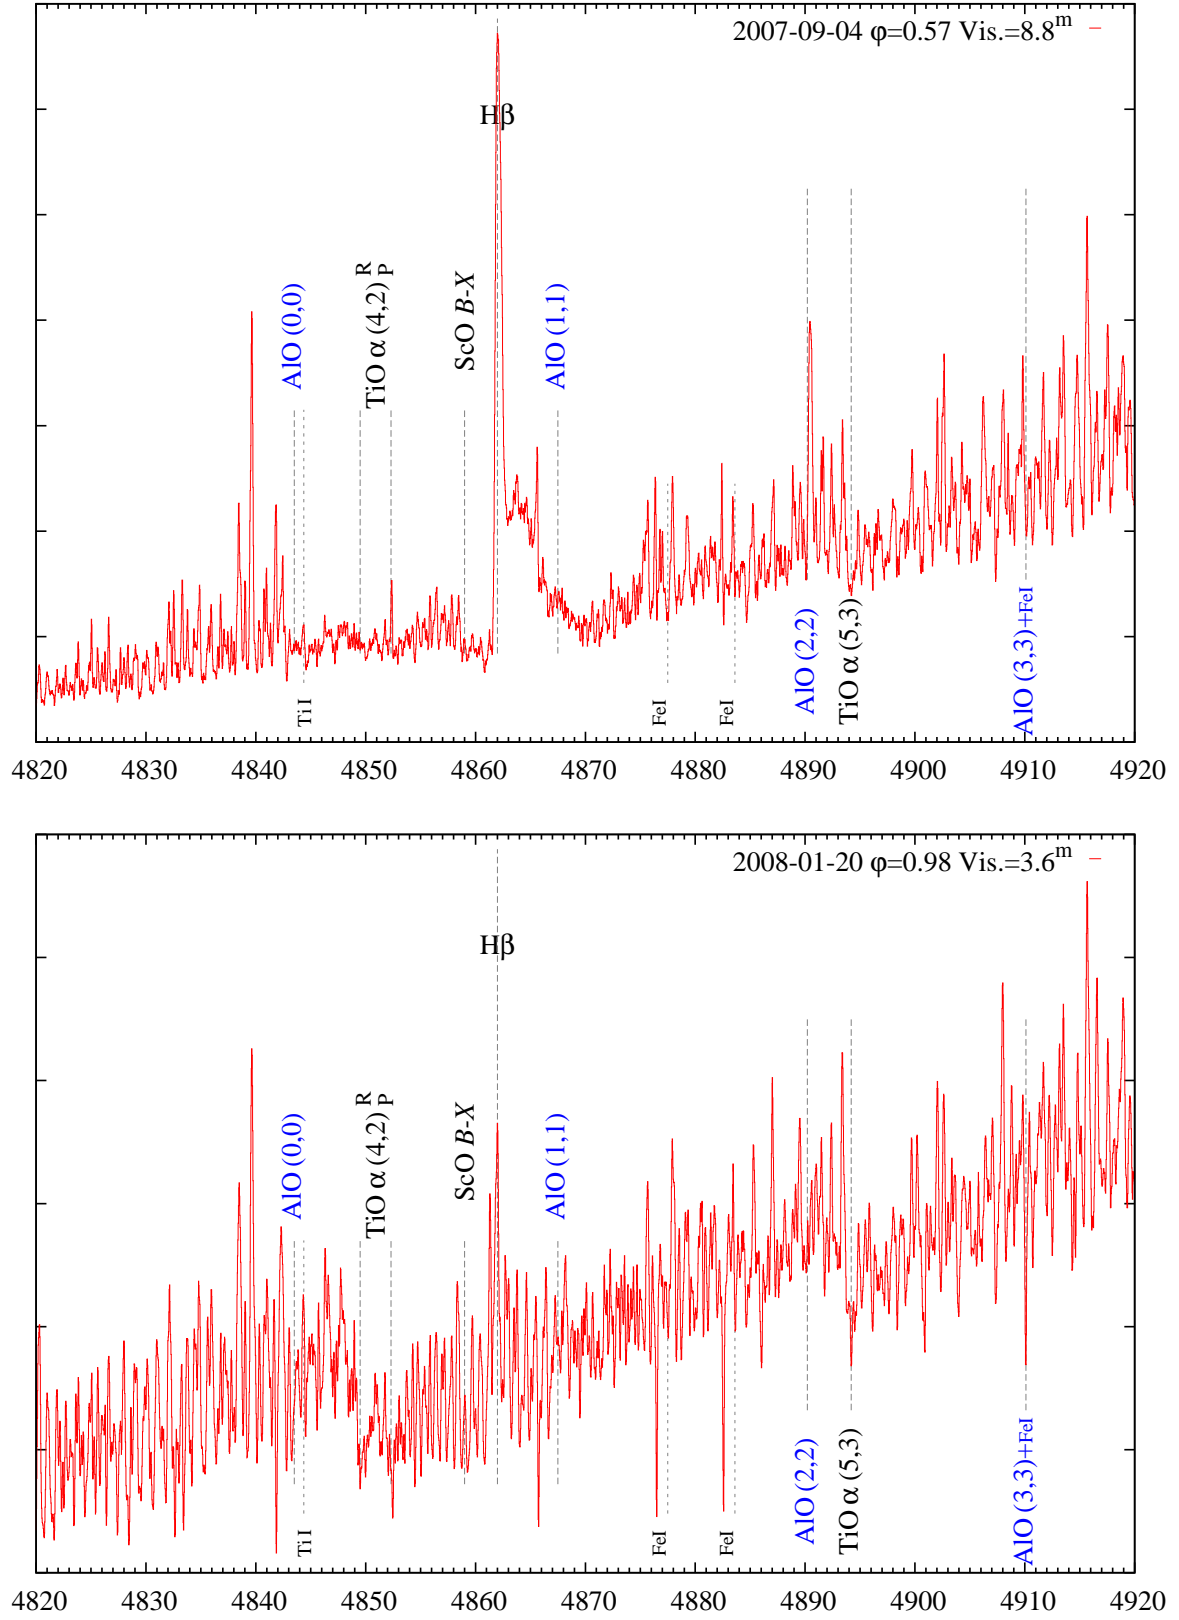 2007-09-04 φ=0.57 Vis.=8.8m
Hβ
AlO (0,0)
TiO α (4,2) R P
ScO B-X
AlO (1,1)
TiI
FeI
FeI
AlO (2,2)
TiO α (5,3)
AlO (3,3)+FeI
4820 4830 4840 4850 4860 4870 4880 4890 4900 4910 4920
2008-01-20 φ=0.98 Vis.=3.6m
Hβ
AlO (0,0)
TiO α (4,2) R P
ScO B-X
AlO (1,1)
TiI
FeI
FeI
AlO (2,2)
TiO α (5,3)
AlO (3,3)+FeI
4820 4830 4840 4850 4860 4870 4880 4890 4900 4910 4920